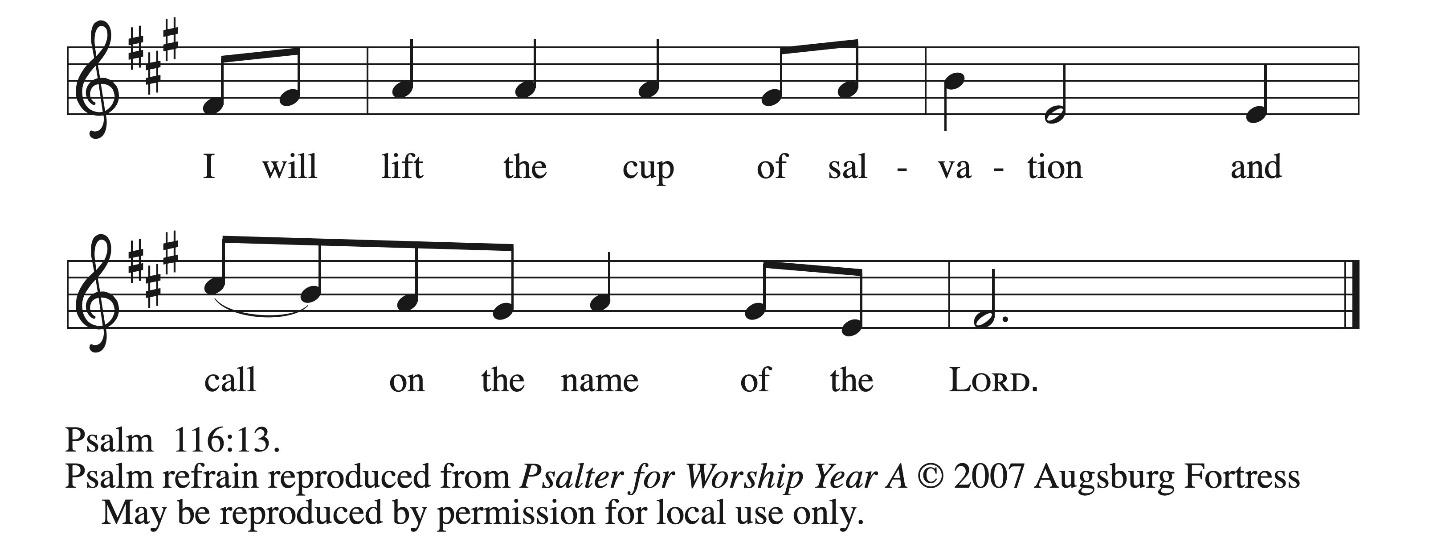 I will lift the cup of sal - va - tion and
call on the name of the LORD.
Psalm 116:13.
Psalm refrain reproduced from Psalter for Worship Year A © 2007 Augsburg Fortress
May be reproduced by permission for local use only.